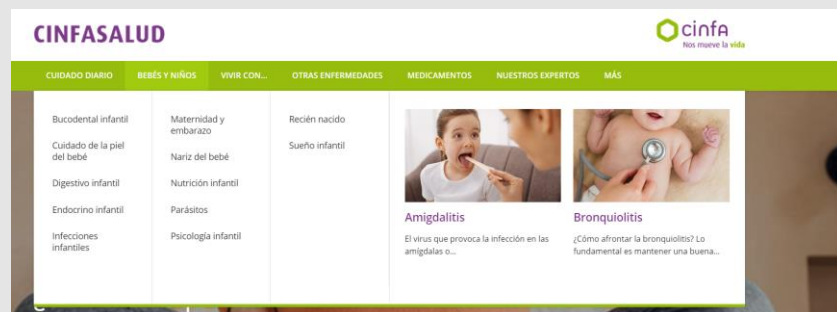 CINFASALUD
cinfa
Nos mueve la vida
CUIDADO DIARIO
BEBÉS Y NIÑOS
VIVIR CON...
OTRAS ENFERMEDADES
MEDICAMENTOS
NUESTROS EXPERTOS
MÁS
Bucodental infantil
Cuidado de la piel
del bebé
Digestivo infantil
Endocrino infantil
Infecciones
infantiles
Maternidad y
embarazo
Nariz del bebé
Nutrición infantil
Parásitos
Psicología infantil
Recién nacido
Sueño infantil
Amigdalitis
El virus que provoca la infección en las
amígdalas o...
Bronquiolitis
¿Cómo afrontar la bronquiolitis? Lo
fundamental es mantener una buena...